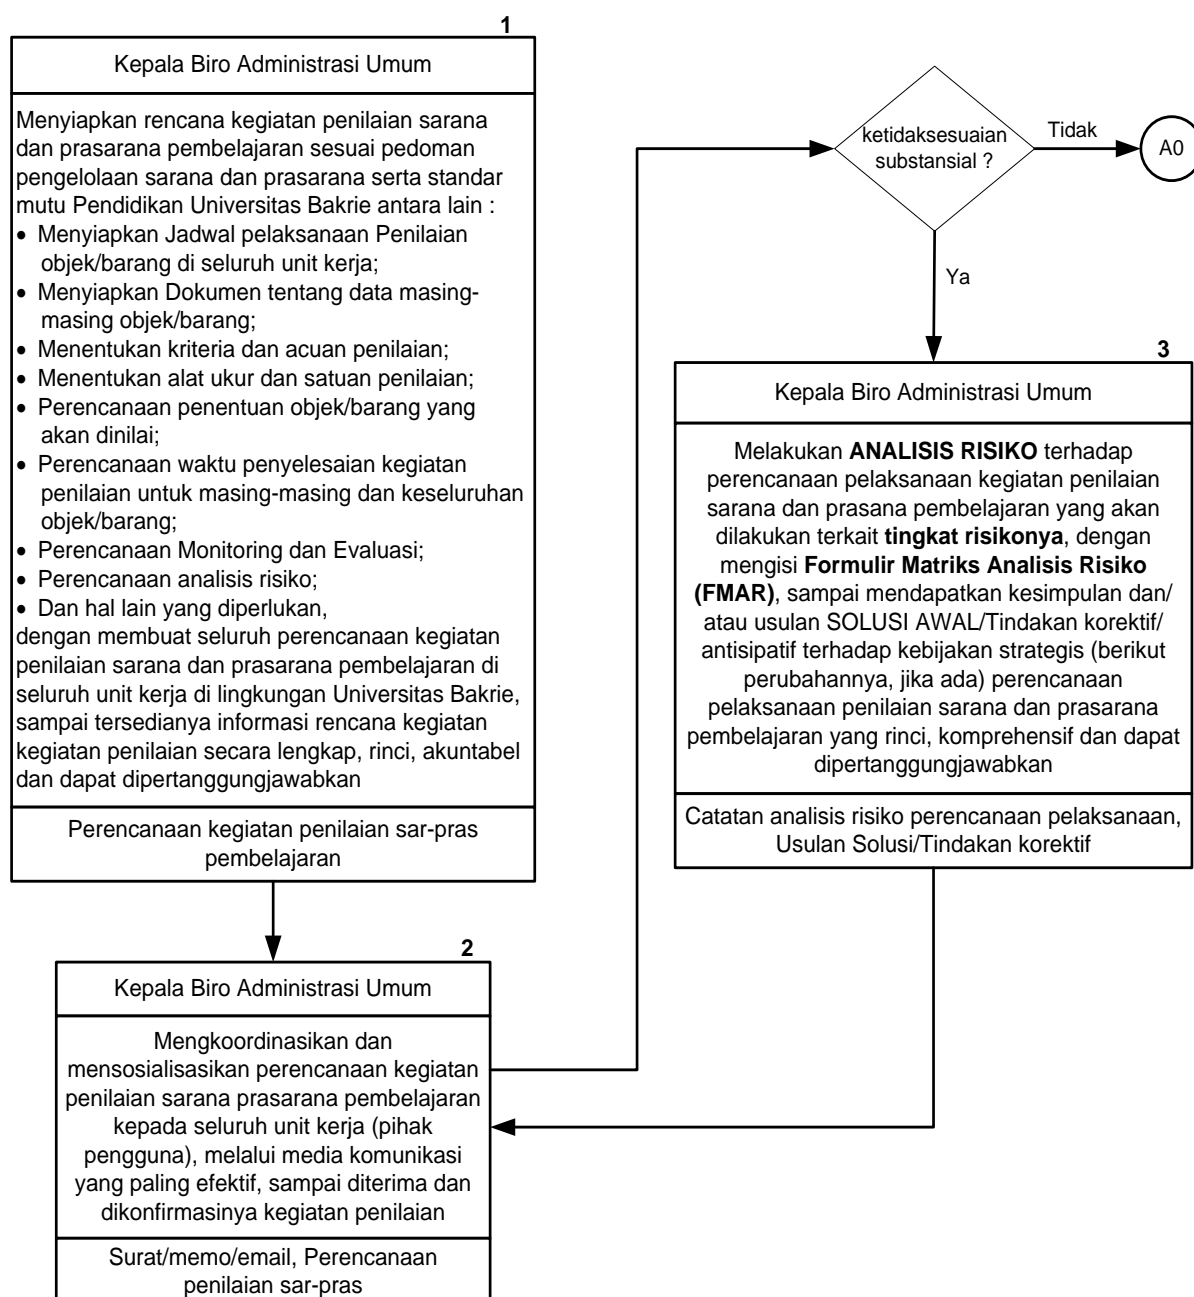 1
Kepala Biro Administrasi Umum
Menyiapkan rencana kegiatan penilaian sarana
dan prasarana pembelajaran sesuai pedoman
pengelolaan sarana dan prasarana serta standar
mutu Pendidikan Universitas Bakrie antara lain :
• Menyiapkan Jadwal pelaksanaan Penilaian
objek/barang di seluruh unit kerja;
• Menyiapkan Dokumen tentang data masing-
masing objek/barang;
• Menentukan kriteria dan acuan penilaian;
• Menentukan alat ukur dan satuan penilaian;
• Perencanaan penentuan objek/barang yang
akan dinilai;
• Perencanaan waktu penyelesaian kegiatan
penilaian untuk masing-masing dan keseluruhan
objek/barang;
• Perencanaan Monitoring dan Evaluasi;
• Perencanaan analisis risiko;
• Dan hal lain yang diperlukan,
dengan membuat seluruh perencanaan kegiatan
penilaian sarana dan prasarana pembelajaran di
seluruh unit kerja di lingkungan Universitas Bakrie,
sampai tersedianya informasi rencana kegiatan
kegiatan penilaian secara lengkap, rinci, akuntabel
dan dapat dipertanggungjawabkan
Perencanaan kegiatan penilaian sar-pras
pembelajaran
2
Kepala Biro Administrasi Umum
Mengkoordinasikan dan
mensosialisasikan perencanaan kegiatan
penilaian sarana prasarana pembelajaran
kepada seluruh unit kerja (pihak
pengguna), melalui media komunikasi
yang paling efektif, sampai diterima dan
dikonfirmasinya kegiatan penilaian
Surat/memo/email, Perencanaan
penilaian sar-pras
ketidaksesuaian
substansial ?
Tidak
A0
Ya
3
Kepala Biro Administrasi Umum
Melakukan ANALISIS RISIKO terhadap
perencanaan pelaksanaan kegiatan penilaian
sarana dan prasana pembelajaran yang akan
dilakukan terkait tingkat risikonya, dengan
mengisi Formulir Matriks Analisis Risiko
(FMAR), sampai mendapatkan kesimpulan dan/
atau usulan SOLUSI AWAL/Tindakan korektif/
antisipatif terhadap kebijakan strategis (berikut
perubahannya, jika ada) perencanaan
pelaksanaan penilaian sarana dan prasarana
pembelajaran yang rinci, komprehensif dan dapat
dipertanggungjawabkan
Catatan analisis risiko perencanaan pelaksanaan,
Usulan Solusi/Tindakan korektif